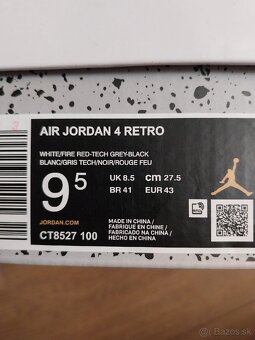 AIR JORDAN 4 RETRO
WHITE/FIRE RED-TECH GREY-BLACK
BLANC/GRIS TECH/NOIR/ROUGE FEU
9 5
UK 8.5 cm 27.5
BR 41 EUR 43
JORDAN.COM
CT8527 100
MADE IN CHINA /
FABRIQUE EN CHINE /
FABRICADO NA CHINA /
HECHO EN CHINA
© bazos.sk